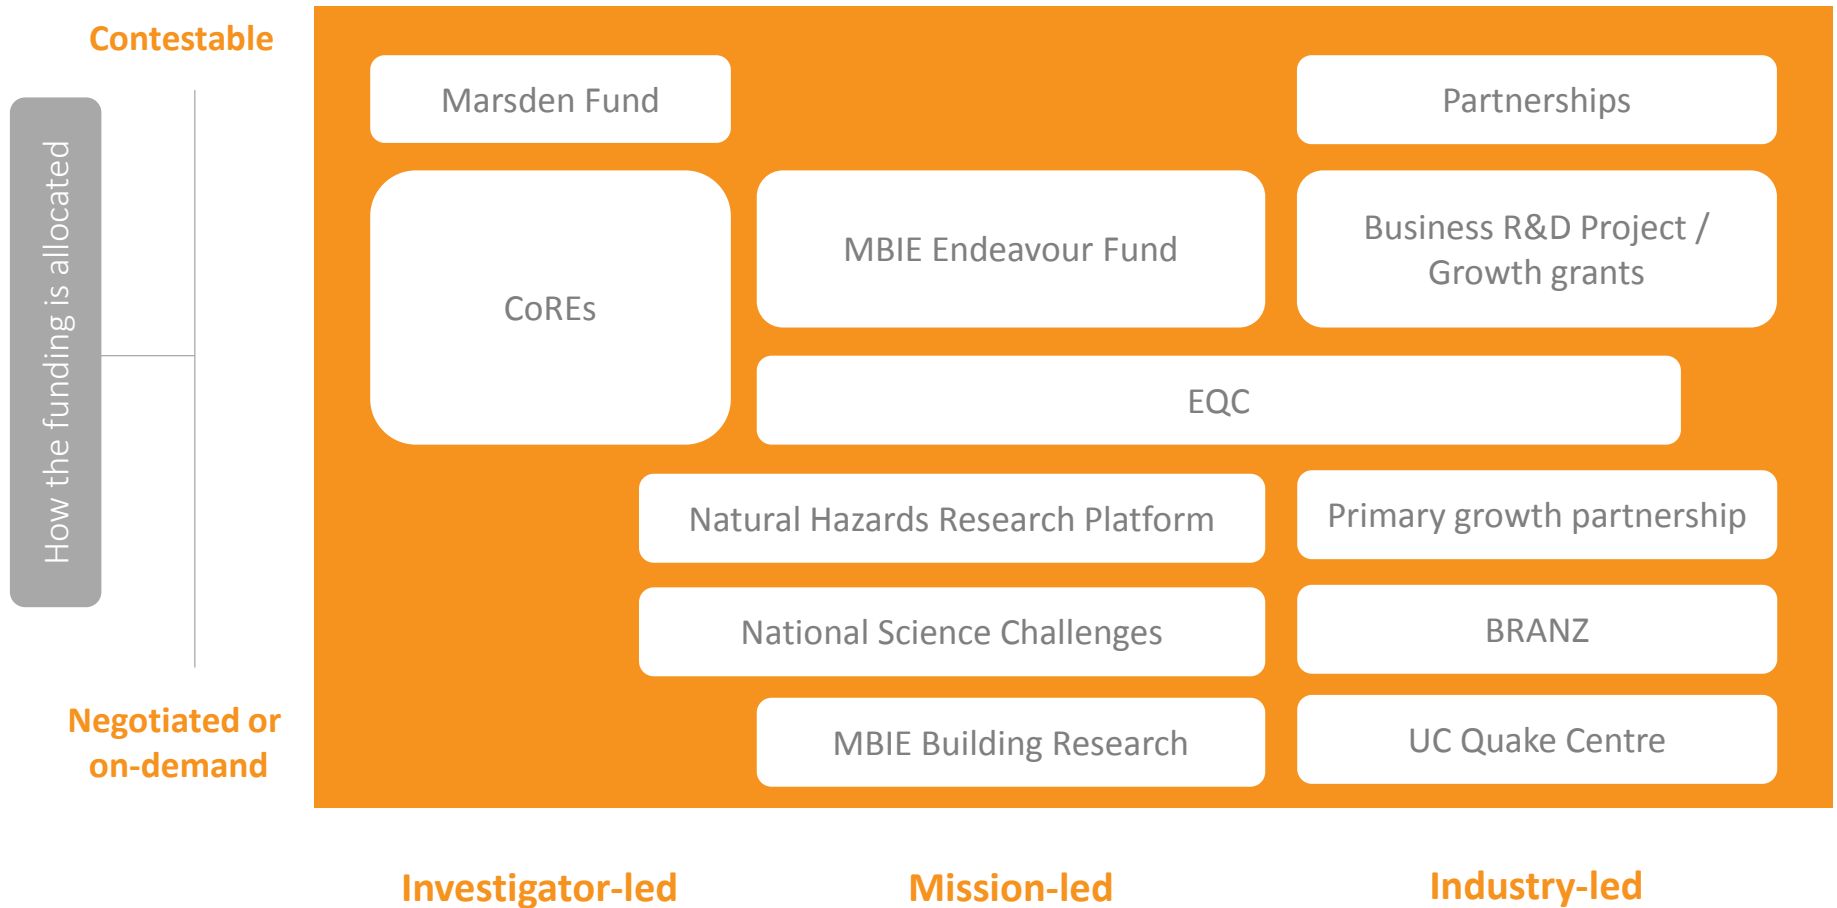 Contestable
How the funding is allocated
Negotiated or
on-demand
Marsden Fund
Partnerships
CoREs
MBIE Endeavour Fund
Business R&D Project /
Growth grants
EQC
Natural Hazards Research Platform
Primary growth partnership
National Science Challenges
BRANZ
MBIE Building Research
UC Quake Centre
Investigator-led
Mission-led
Industry-led